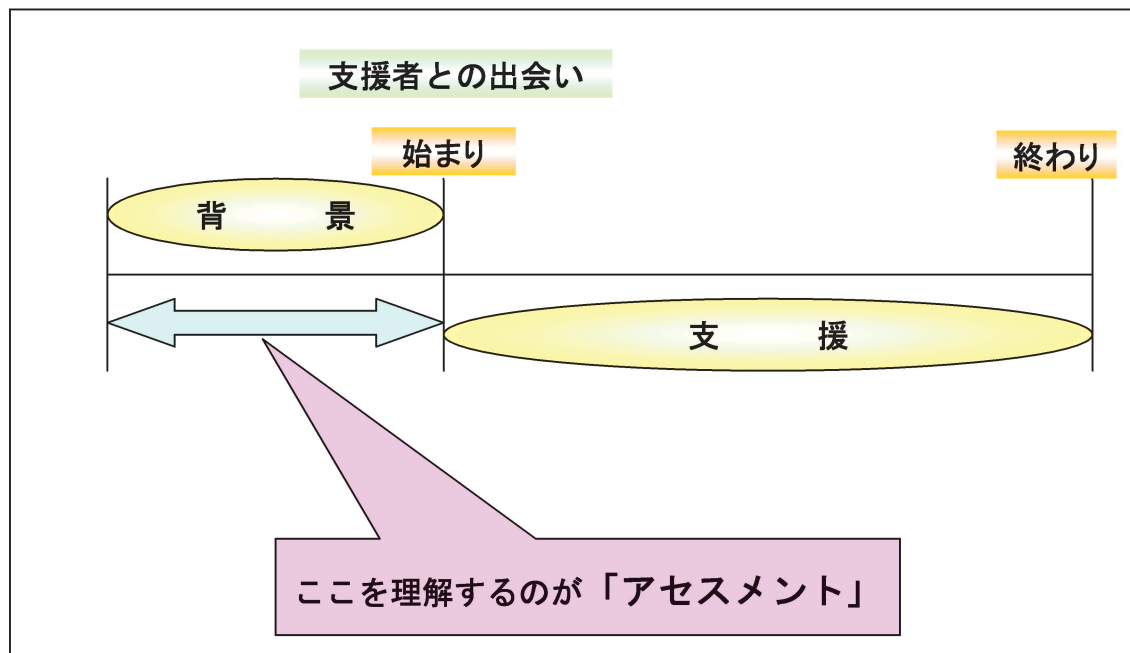 支援者との出会い
始まり
終わり
背景
支援
ここを理解するのが「アセスメント」